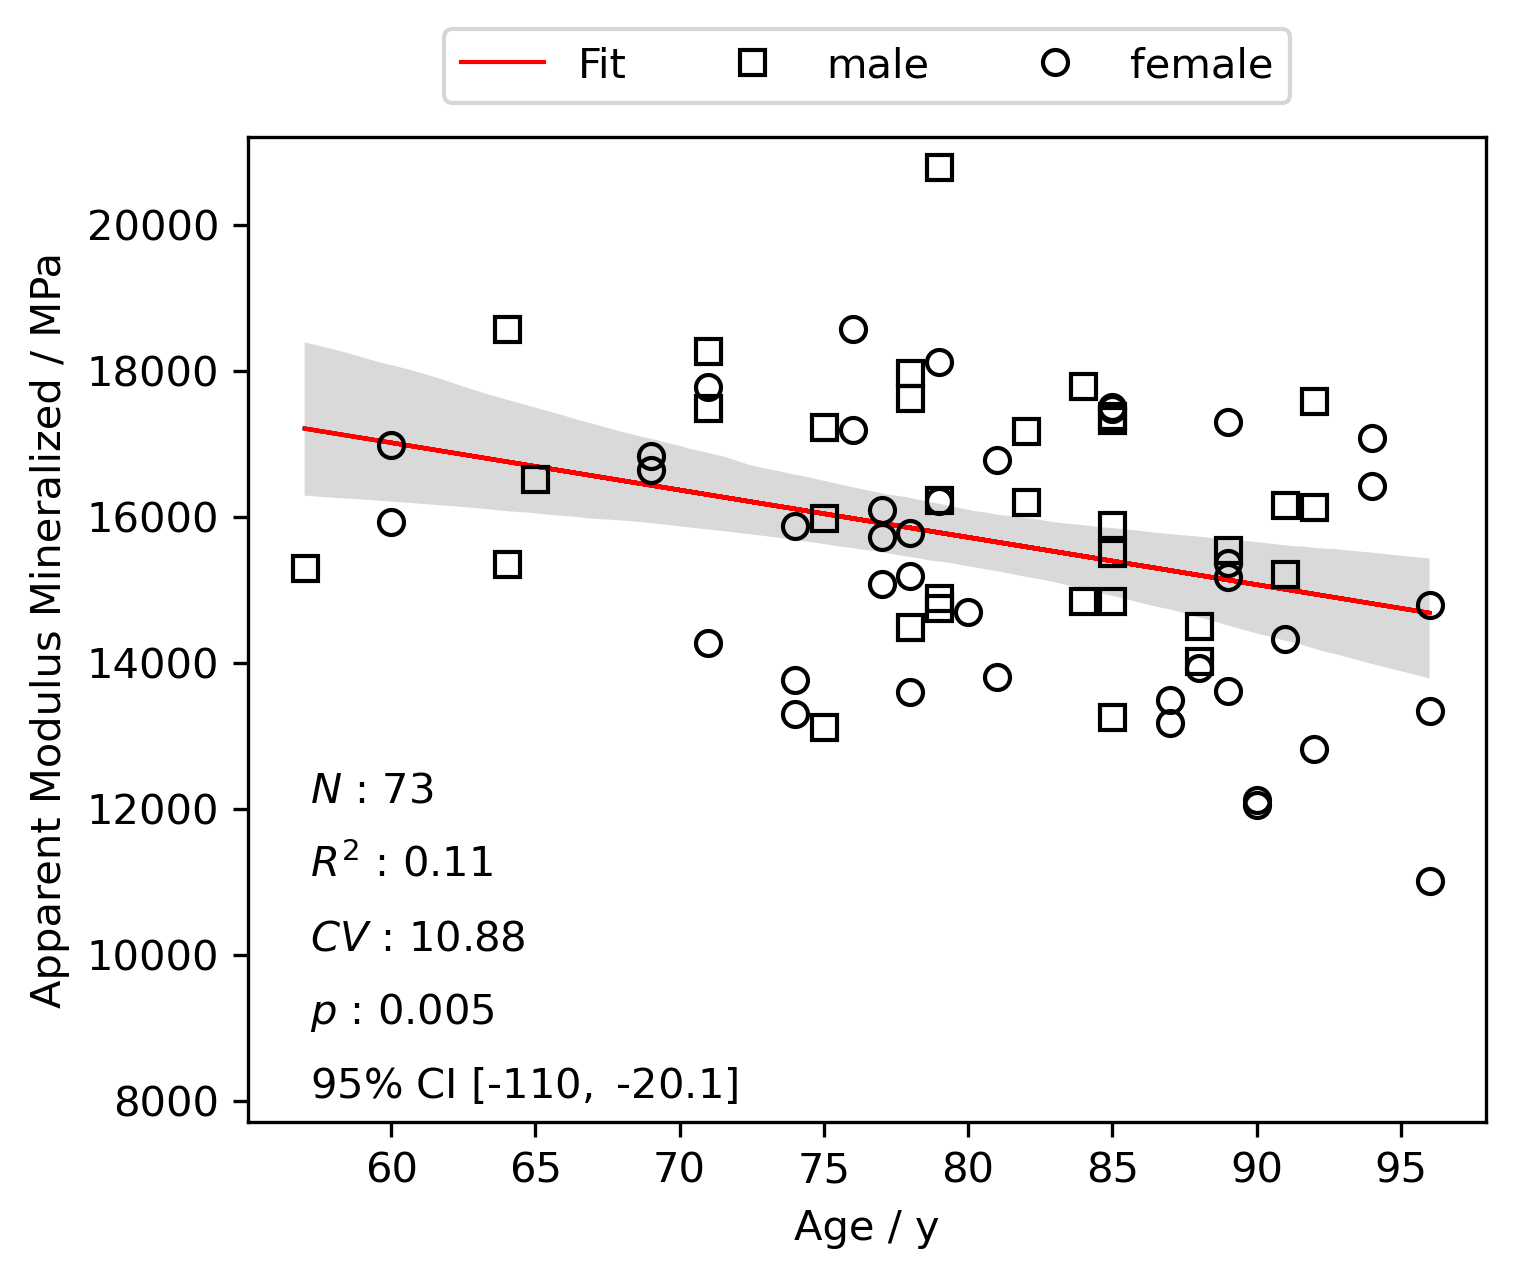 Fit male female
Apparent Modulus Mineralized / MPa
20000
18000
16000
14000
12000
10000
8000
N : 73
R² : 0.11
CV : 10.88
p : 0.005
95% CI [-110, -20.1]
60 65 70 75 80 85 90 95
Age / y